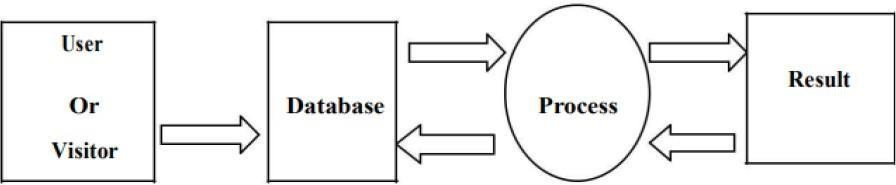 User
Or
Visitor
Database
Process
Result